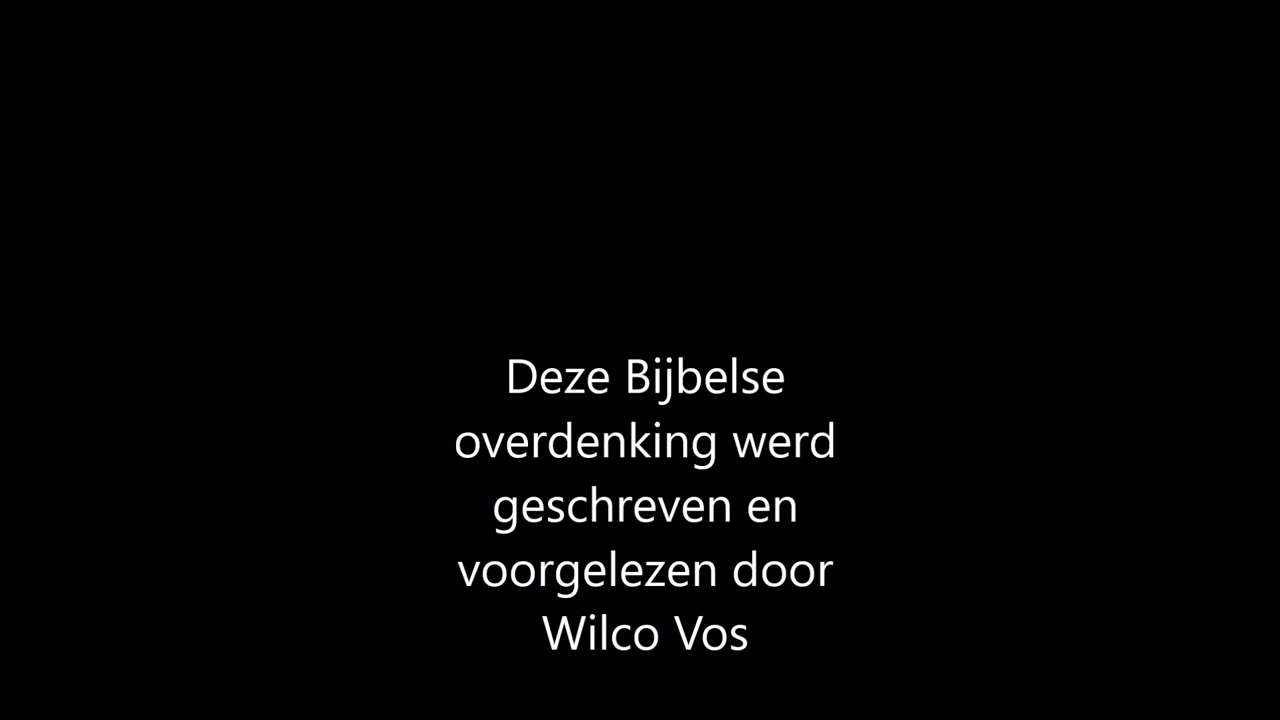 Deze Bijbelse
overdenking werd
geschreven en
voorgelezen door
Wilco Vos